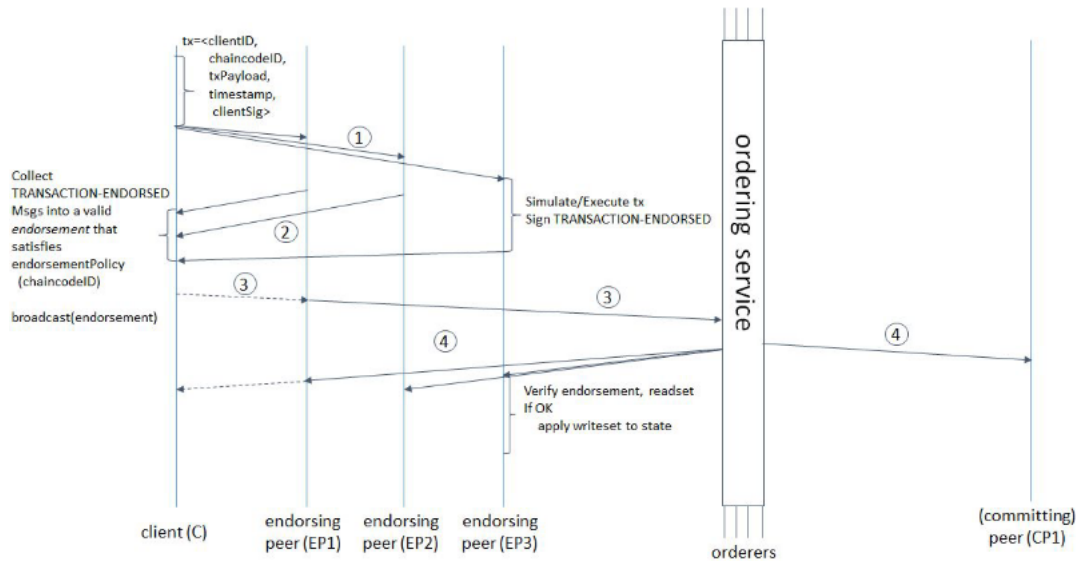 tx=<clientID,
chaincodeID,
txPayload,
timestamp,
clientSig>
1
Collect
TRANSACTION-ENDORSED
Msgs into a valid
endorsement that
satisfies
endorsementPolicy
(chaincodeID)
2
Simulate/Execute tx
Sign TRANSACTION-ENDORSED
3
3
broadcast(endorsement)
4
4
Verify endorsement, readset
If OK
apply writeset to state
ordering service
client (C)
endorsing
peer (EP1)
endorsing
peer (EP2)
endorsing
peer (EP3)
orderers
(committing)
peer (CP1)